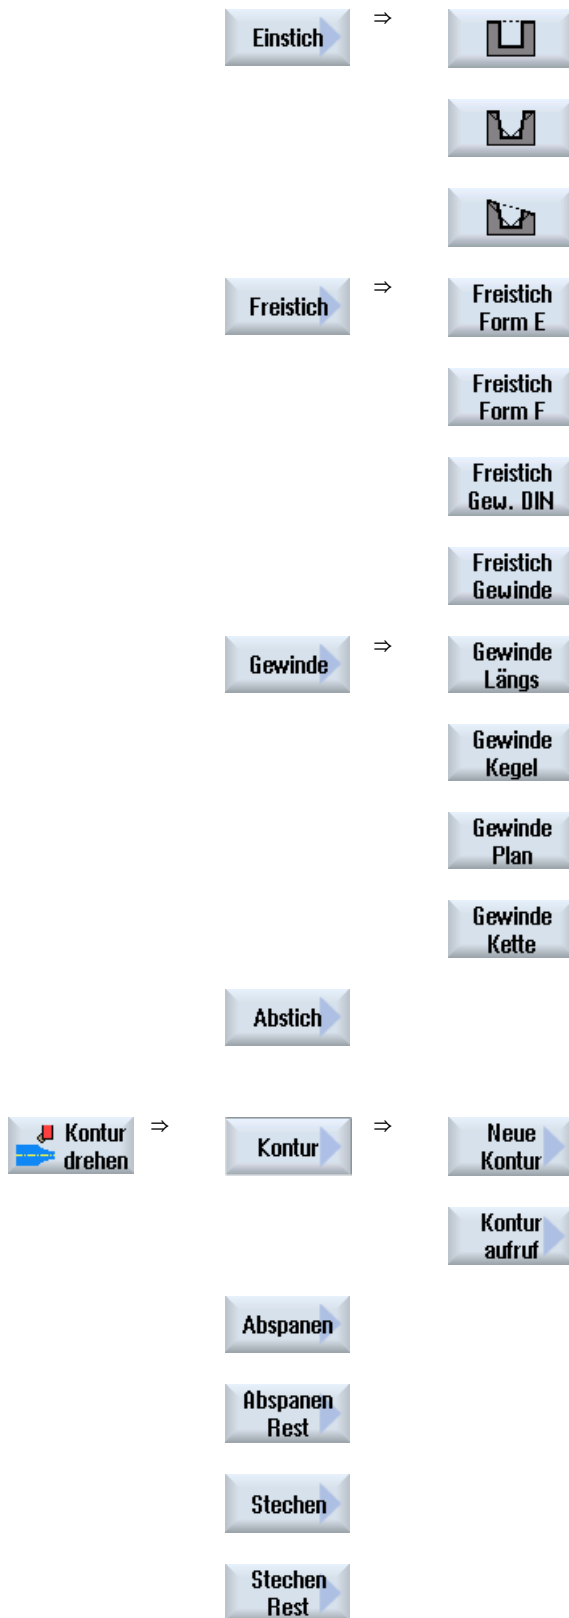 Einstich ⇒
Freistich ⇒
Freistich
Form E
Freistich
Form F
Freistich
Gew. DIN
Freistich
Gewinde
Gewinde ⇒
Gewinde
Längs
Gewinde
Kegel
Gewinde
Plan
Gewinde
Kette
Abstich
Kontur
drehen
⇒
Kontur ⇒
Neue
Kontur
Kontur
aufruf
Abspanen
Abspanen
Rest
Stechen
Stechen
Rest